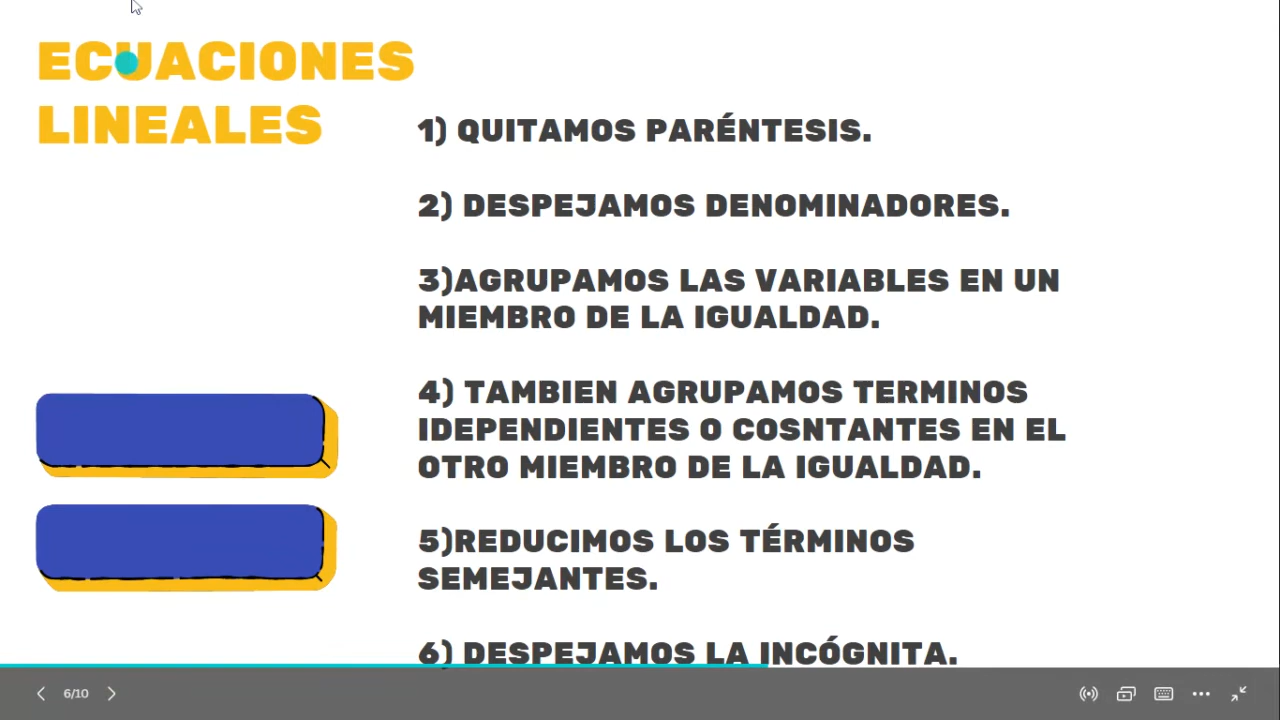 ECUACIONES
LINEALES
1) QUITAMOS PARÉNTESIS.
2) DESPEJAMOS DENOMINADORES.
3)AGRUPAMOS LAS VARIABLES EN UN
MIEMBRO DE LA IGUALDAD.
4) TAMBIEN AGRUPAMOS TERMINOS
IDEPENDIENTES O COSNTANTES EN EL
OTRO MIEMBRO DE LA IGUALDAD.
5)REDUCIMOS LOS TÉRMINOS
SEMEJANTES.
6) DESPEJAMOS LA INCÓGNITA.
6/10